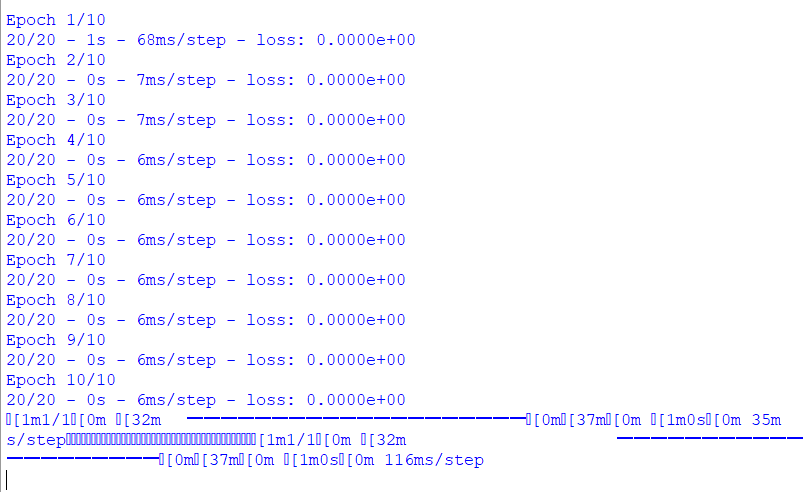 Epoch 1/10
20/20 - 1s - 68ms/step - loss: 0.0000e+00
Epoch 2/10
20/20 - 0s - 7ms/step - loss: 0.0000e+00
Epoch 3/10
20/20 - 0s - 7ms/step - loss: 0.0000e+00
Epoch 4/10
20/20 - 0s - 6ms/step - loss: 0.0000e+00
Epoch 5/10
20/20 - 0s - 6ms/step - loss: 0.0000e+00
Epoch 6/10
20/20 - 0s - 6ms/step - loss: 0.0000e+00
Epoch 7/10
20/20 - 0s - 6ms/step - loss: 0.0000e+00
Epoch 8/10
20/20 - 0s - 6ms/step - loss: 0.0000e+00
Epoch 9/10
20/20 - 0s - 6ms/step - loss: 0.0000e+00
Epoch 10/10
20/20 - 0s - 6ms/step - loss: 0.0000e+00
[1m1/1[0m [32m ━━━━━━━━━━━━━━━━━━━━[0m[37m[0m [1m0s[0m 35m
s/step[1m1/1[0m [32m ━━━━━━━━━━━
━━━━━━━━━[0m[37m[0m [1m0s[0m 116ms/step